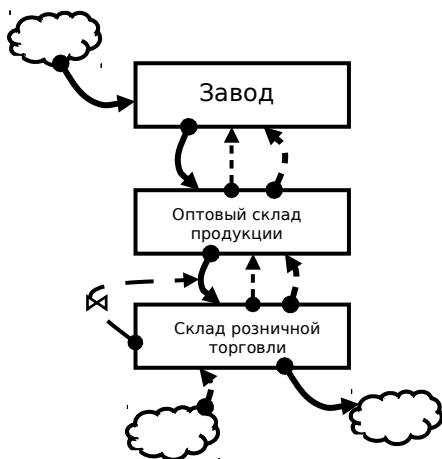 Завод
Оптовый склад
продукции
Склад розничной
торговли